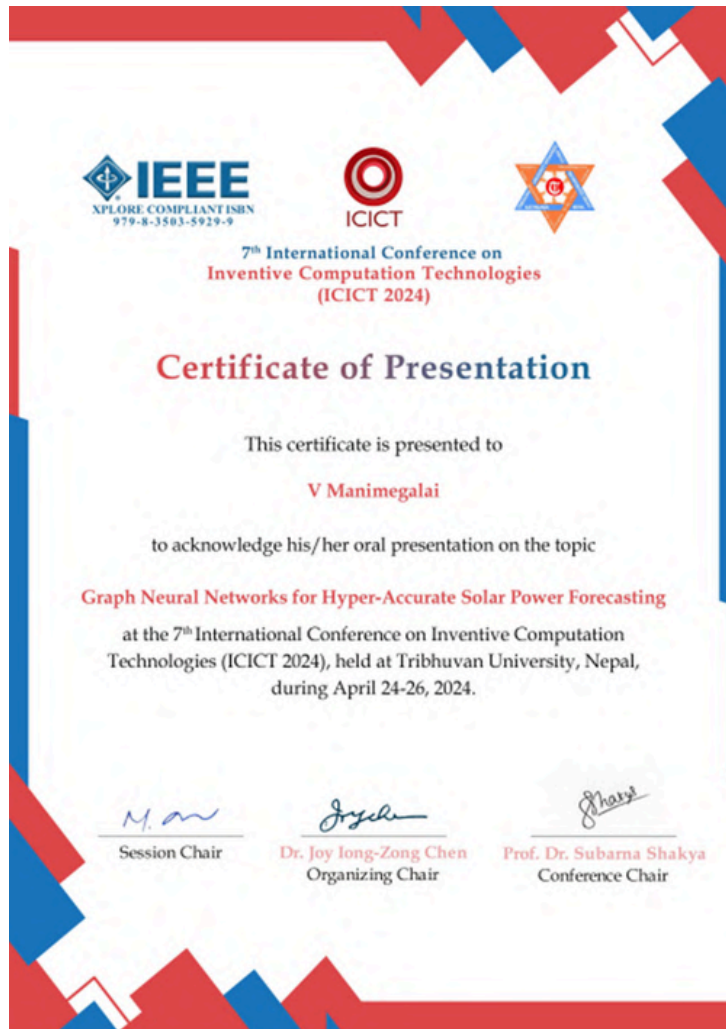 IEEE
XPLORE COMPLIANT ISBN
979-8-3503-5929-9
ICICT
7th International Conference on
Inventive Computation Technologies
(ICICT 2024)
Certificate of Presentation
This certificate is presented to
V Manimegalai
to acknowledge his/her oral presentation on the topic
Graph Neural Networks for Hyper-Accurate Solar Power Forecasting
at the 7th International Conference on Inventive Computation
Technologies (ICICT 2024), held at Tribhuvan University, Nepal,
during April 24-26, 2024.
Session Chair
Dr. Joy Iong-Zong Chen
Organizing Chair
Prof. Dr. Subarna Shakya
Conference Chair